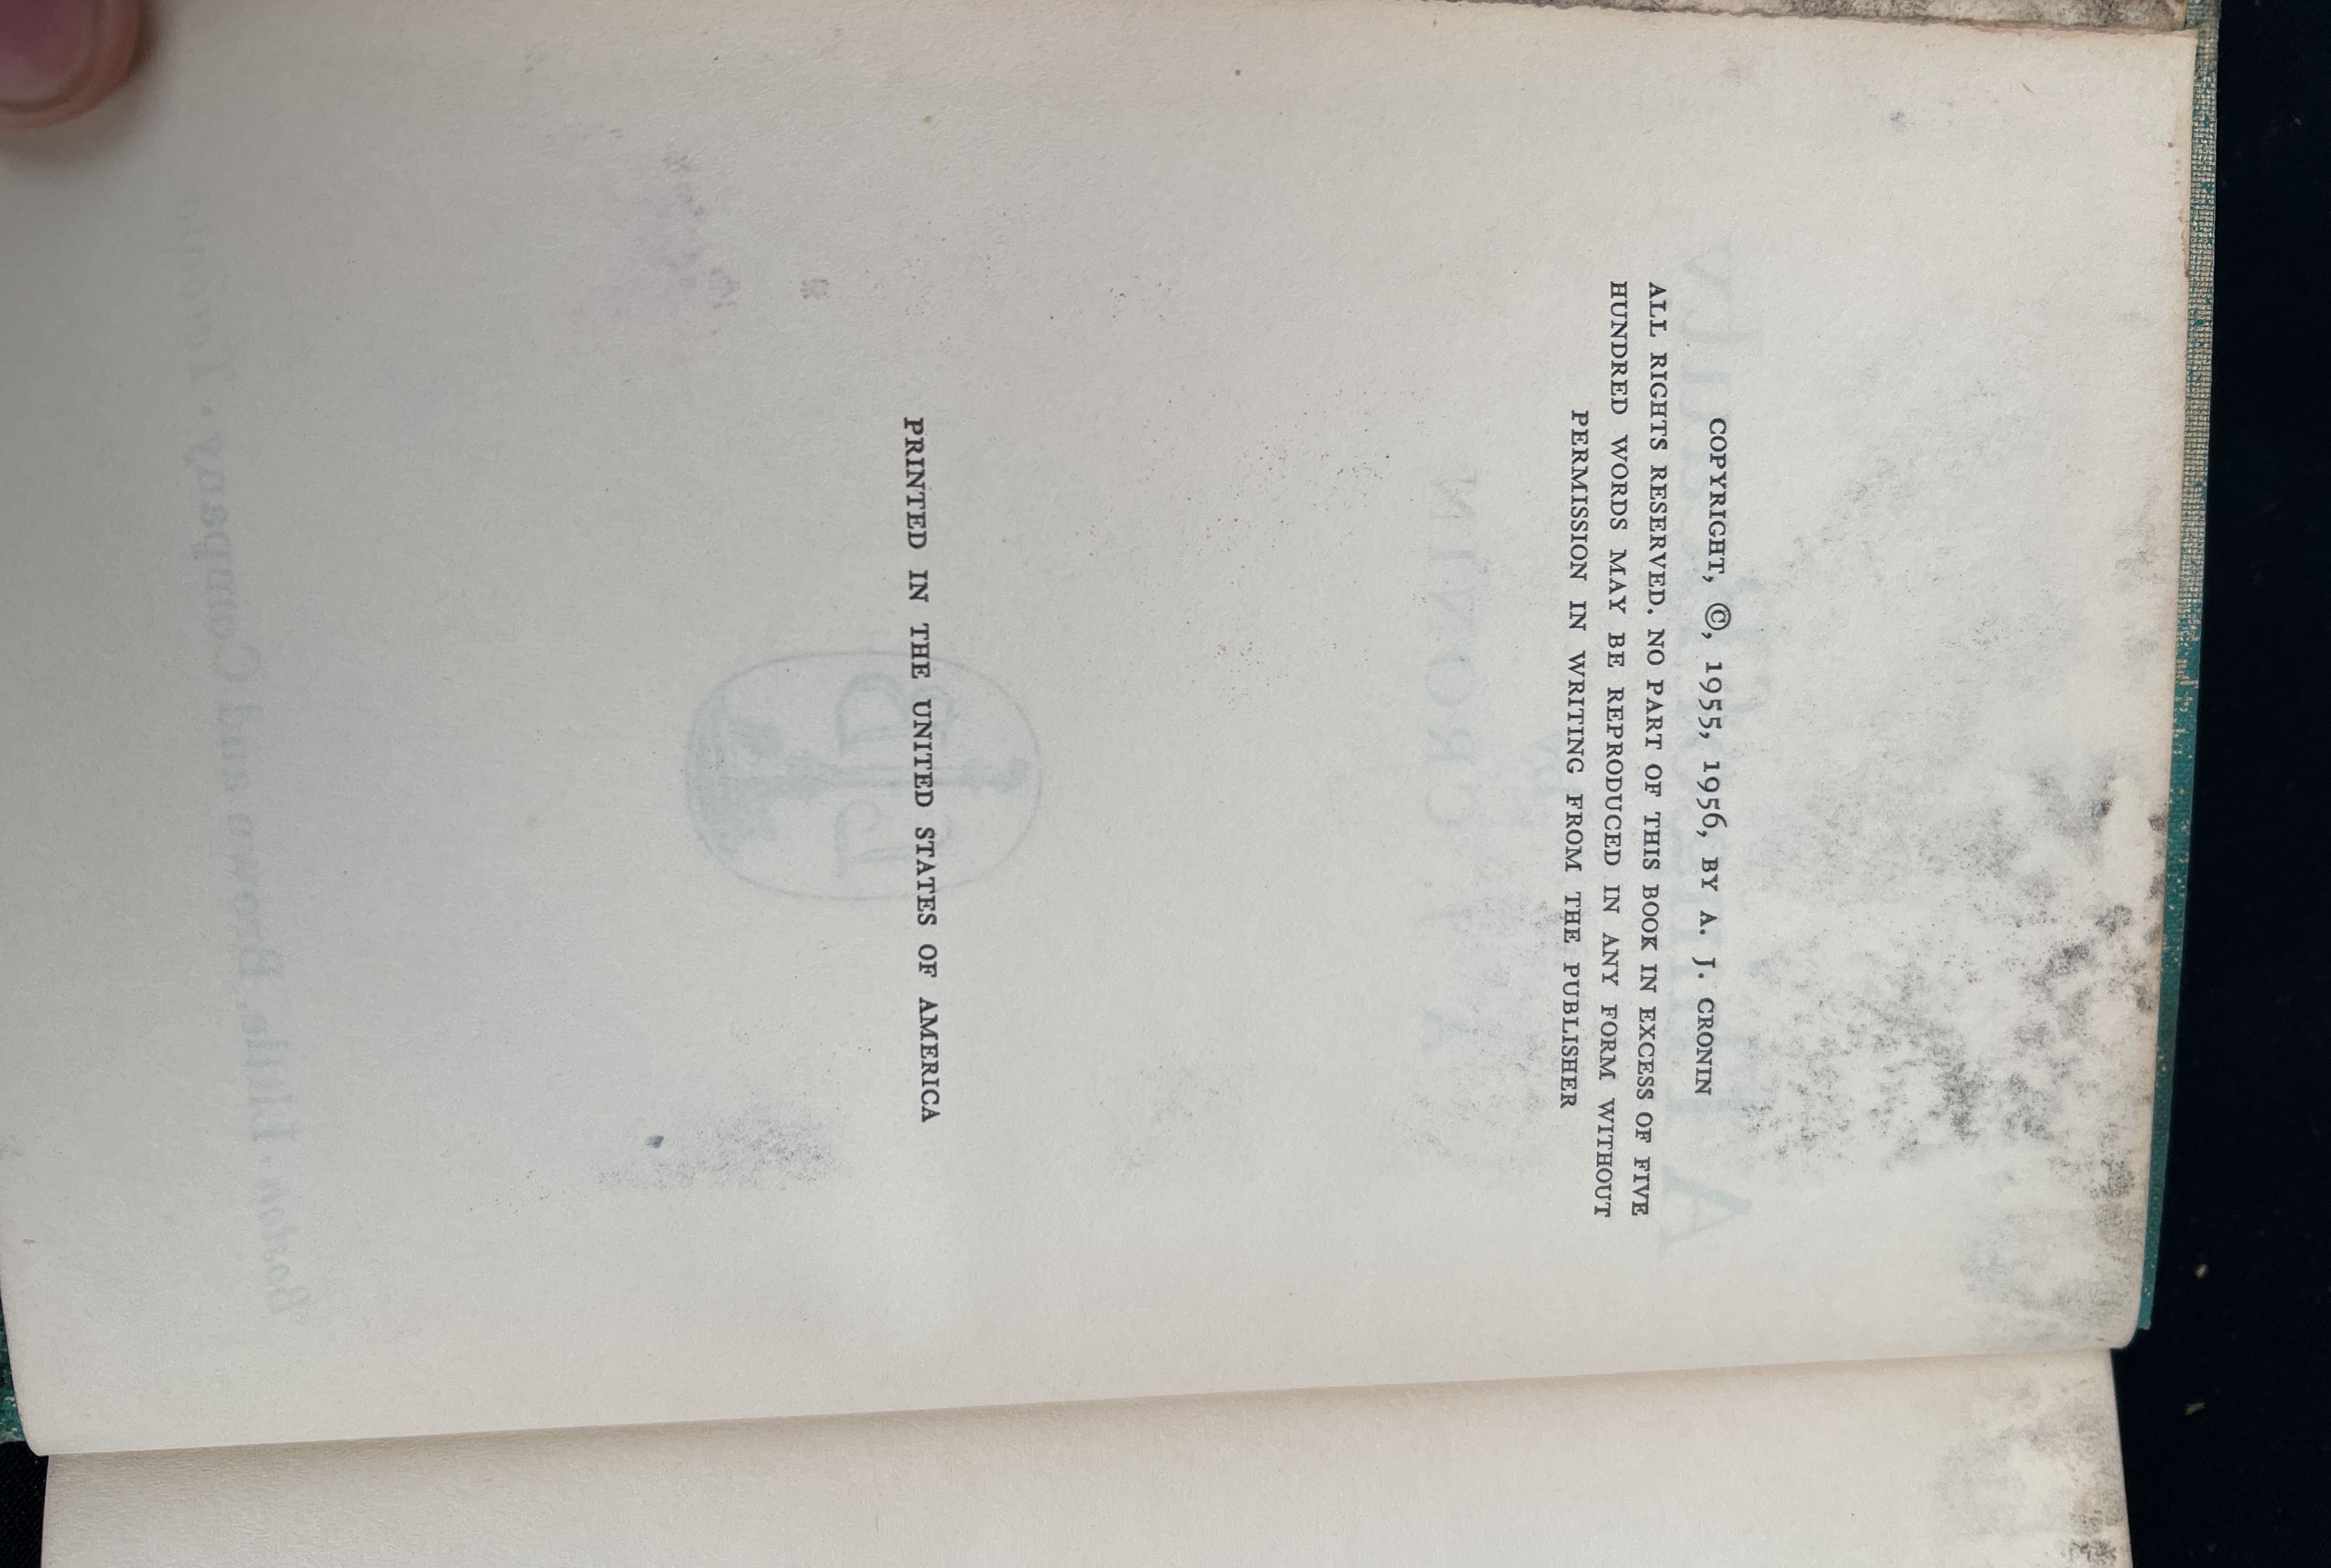 COPYRIGHT, ©, 1955, 1956, BY A. J. CRONIN
ALL RIGHTS RESERVED. NO PART OF THIS BOOK IN EXCESS OF FIVE
HUNDRED WORDS MAY BE REPRODUCED IN ANY FORM WITHOUT
PERMISSION IN WRITING FROM THE PUBLISHER
PRINTED IN THE UNITED STATES OF AMERICA